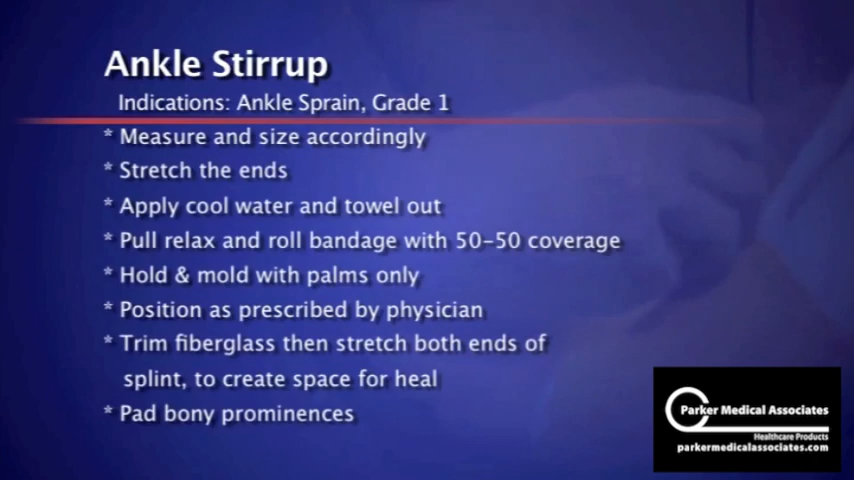 Ankle Stirrup
Indications: Ankle Sprain, Grade 1
* Measure and size accordingly
* Stretch the ends
* Apply cool water and towel out
* Pull relax and roll bandage with 50-50 coverage
* Hold & mold with palms only
* Position as prescribed by physician
* Trim fiberglass then stretch both ends of
splint, to create space for heal
* Pad bony prominences
Parker Medical Associates
Healthcare Products
parkermedicalassociates.com